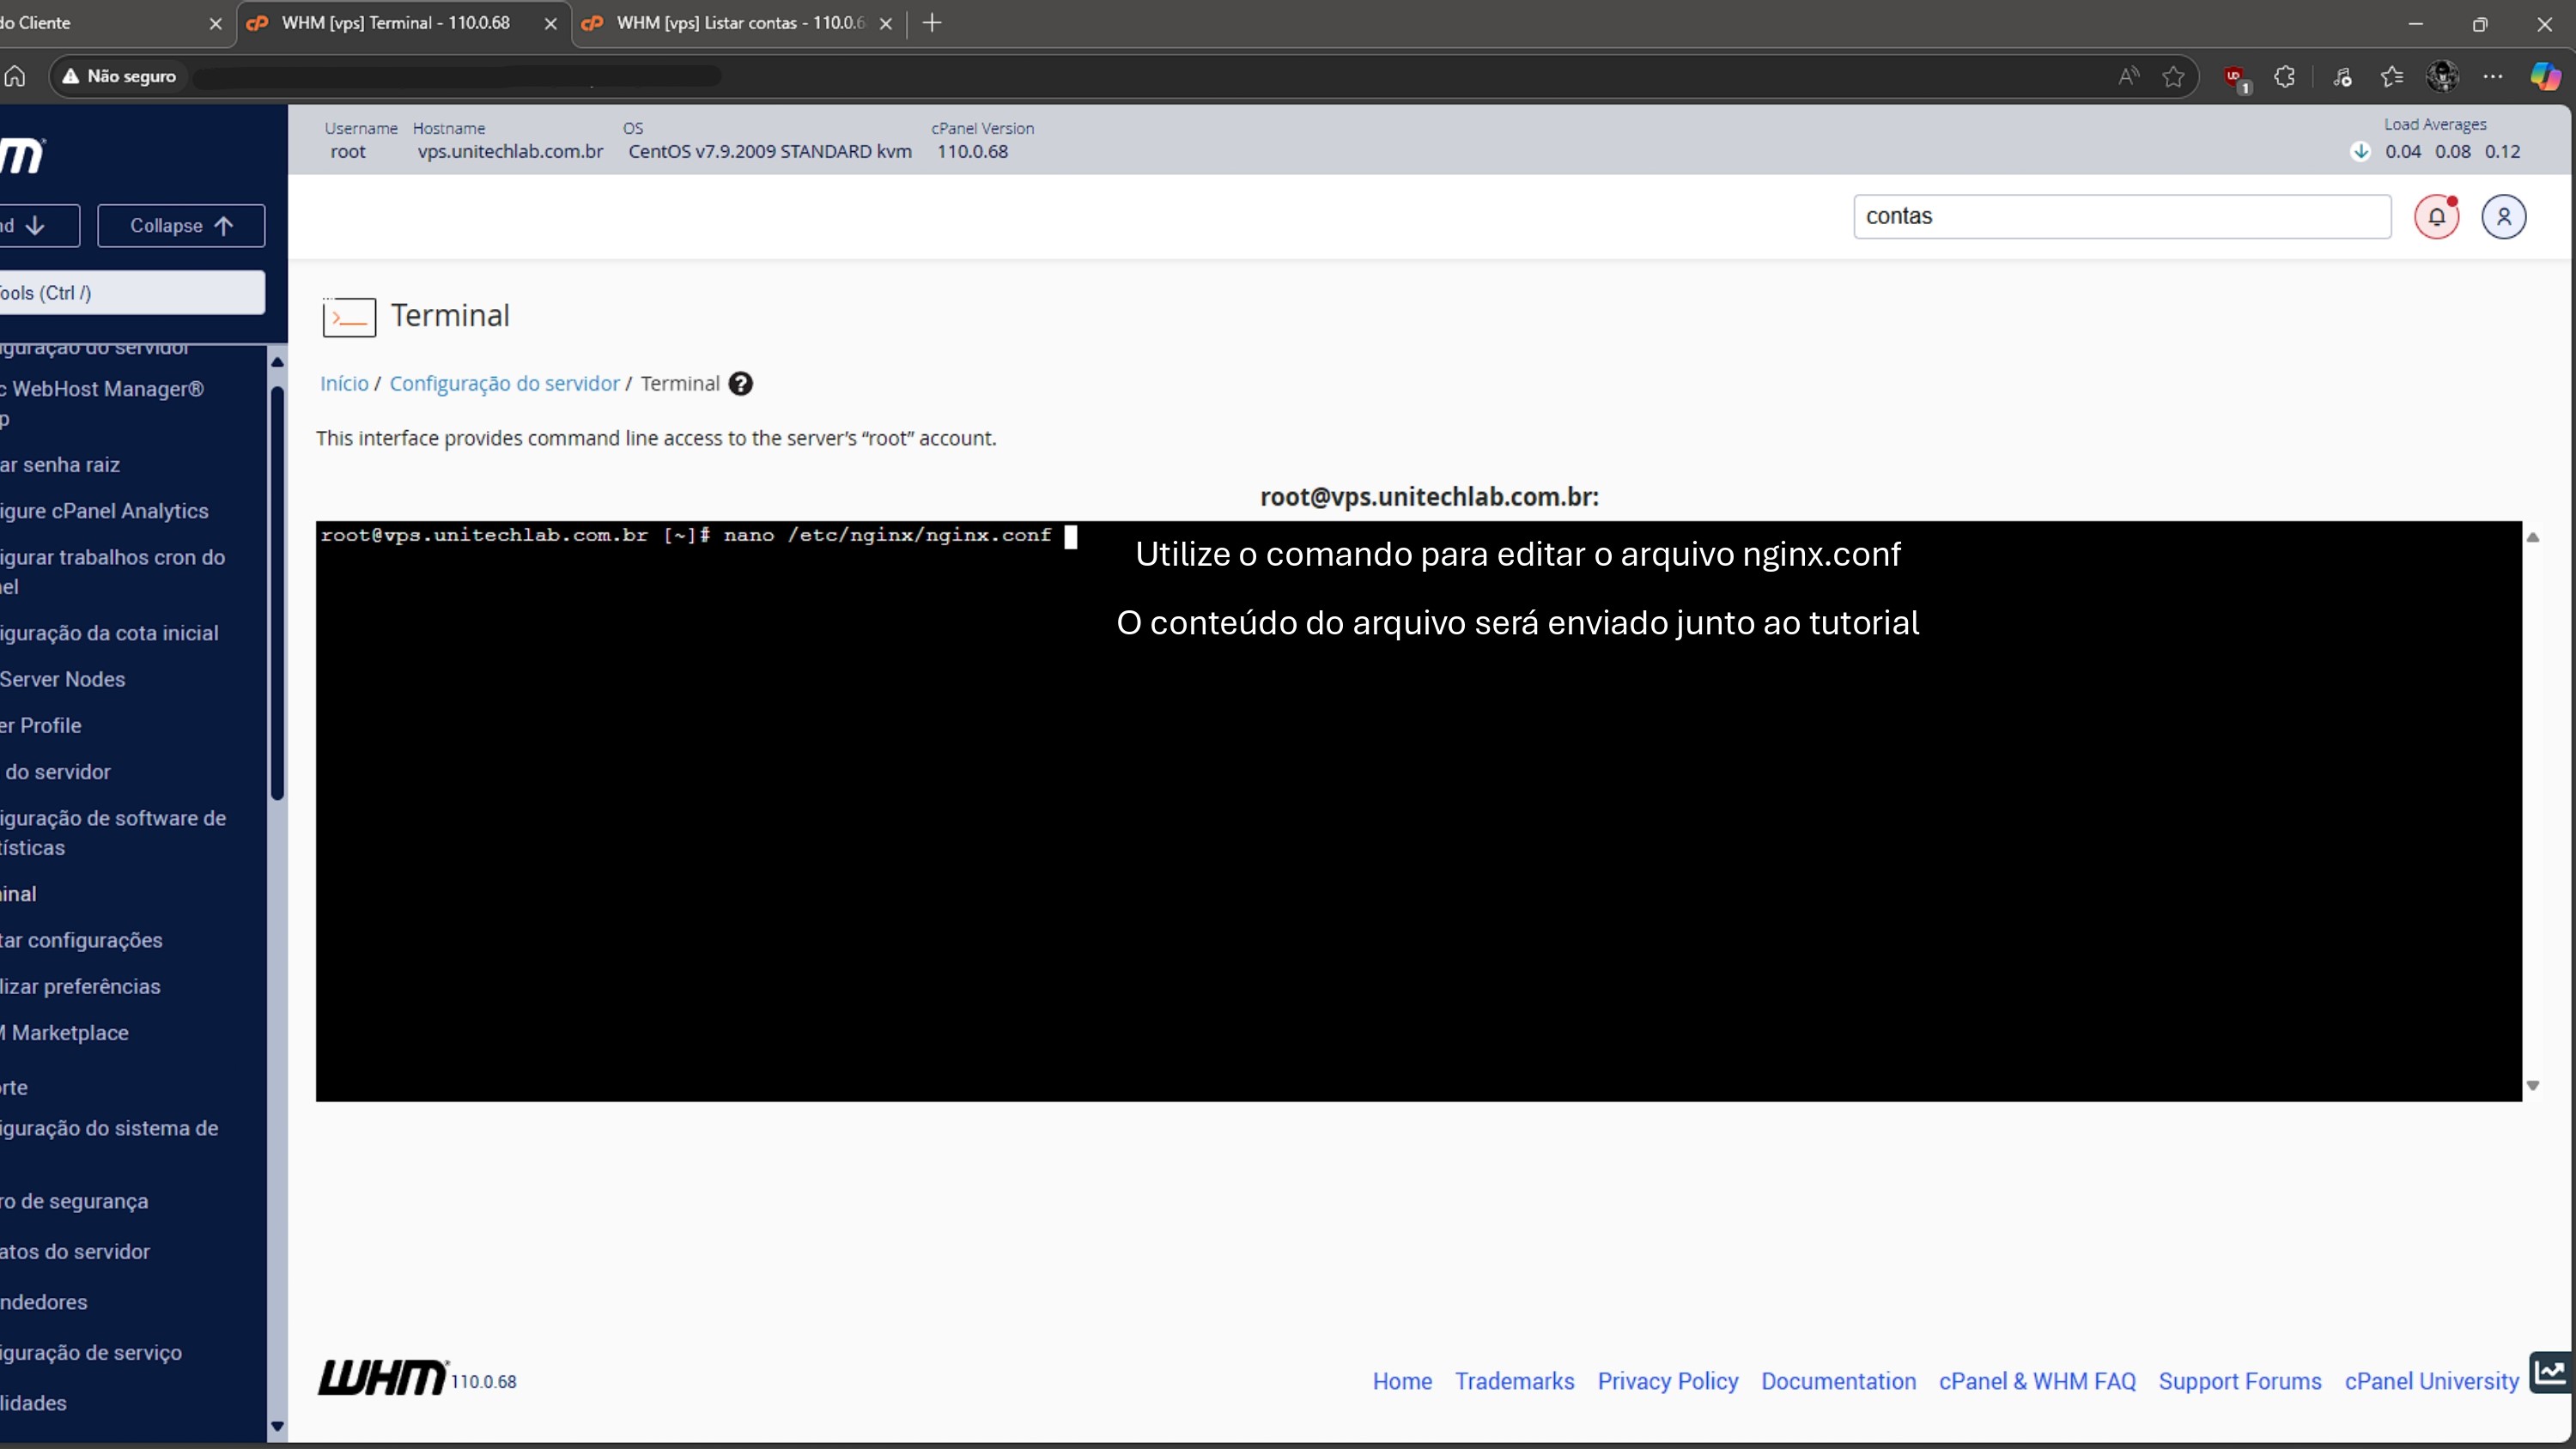 do Cliente
WHM [vps] Terminal - 110.0.68
WHM [vps] Listar contas - 110.0.6
Não seguro
Username
root
Hostname
vps.unitechlab.com.br
OS
CentOS v7.9.2009 STANDARD kvm
cPanel Version
110.0.68
Load Averages
0.04 0.08 0.12
nd
Collapse
ools (Ctrl /)
contas
iguração do servidor
c WebHost Manager®
p
ar senha raiz
igure cPanel Analytics
igurar trabalhos cron do
nel
iguração da cota inicial
Server Nodes
er Profile
do servidor
iguração de software de
tísticas
inal
tar configurações
lizar preferências
M Marketplace
orte
iguração do sistema de
ro de segurança
atos do servidor
ndedores
iguração de serviço
lidades
Terminal
Início / Configuração do servidor / Terminal
This interface provides command line access to the server's “root” account.
root@vps.unitechlab.com.br:
root@vps.unitechlab.com.br [~]# nano /etc/nginx/nginx.conf
Utilize o comando para editar o arquivo nginx.conf
O conteúdo do arquivo será enviado junto ao tutorial
WHM 110.0.68
Home Trademarks Privacy Policy Documentation cPanel & WHM FAQ Support Forums cPanel University